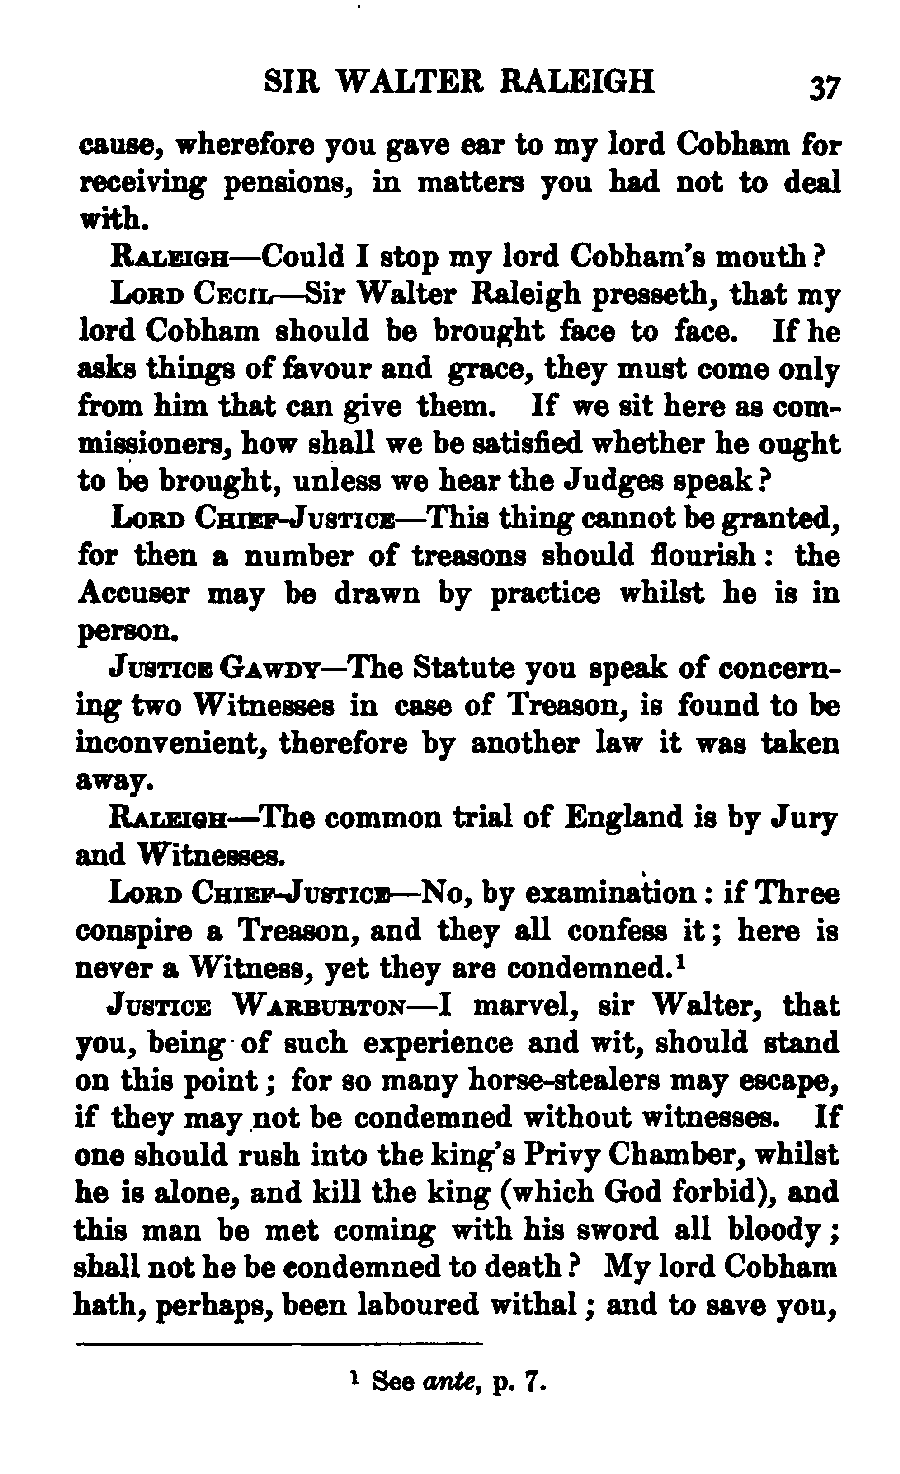 SIR WALTER RALEIGH 37
cause, wherefore you gave ear to my lord Cobham for
receiving pensions, in matters you had not to deal
with.
RALEIGH—Could I stop my lord Cobham's mouth?
LORD CECIL—Sir Walter Raleigh presseth, that my
lord Cobham should be brought face to face. If he
asks things of favour and grace, they must come only
from him that can give them. If we sit here as com-
missioners, how shall we be satisfied whether he ought
to be brought, unless we hear the Judges speak?
LORD CHIEF-JUSTICE—This thing cannot be granted,
for then a number of treasons should flourish: the
Accuser may be drawn by practice whilst he is in
person.
JUSTICE GAWDY—The Statute you speak of concern-
ing two Witnesses in case of Treason, is found to be
inconvenient, therefore by another law it was taken
away.
RALEIGH—The common trial of England is by Jury
and Witnesses.
LORD CHIEF-JUSTICE—No, by examination: if Three
conspire a Treason, and they all confess it; here is
never a Witness, yet they are condemned.¹
JUSTICE WARBURTON—I marvel, sir Walter, that
you, being of such experience and wit, should stand
on this point; for so many horse-stealers may escape,
if they may not be condemned without witnesses. If
one should rush into the king's Privy Chamber, whilst
he is alone, and kill the king (which God forbid), and
this man be met coming with his sword all bloody;
shall not he be condemned to death? My lord Cobham
hath, perhaps, been laboured withal; and to save you,
¹ See ante, p. 7.